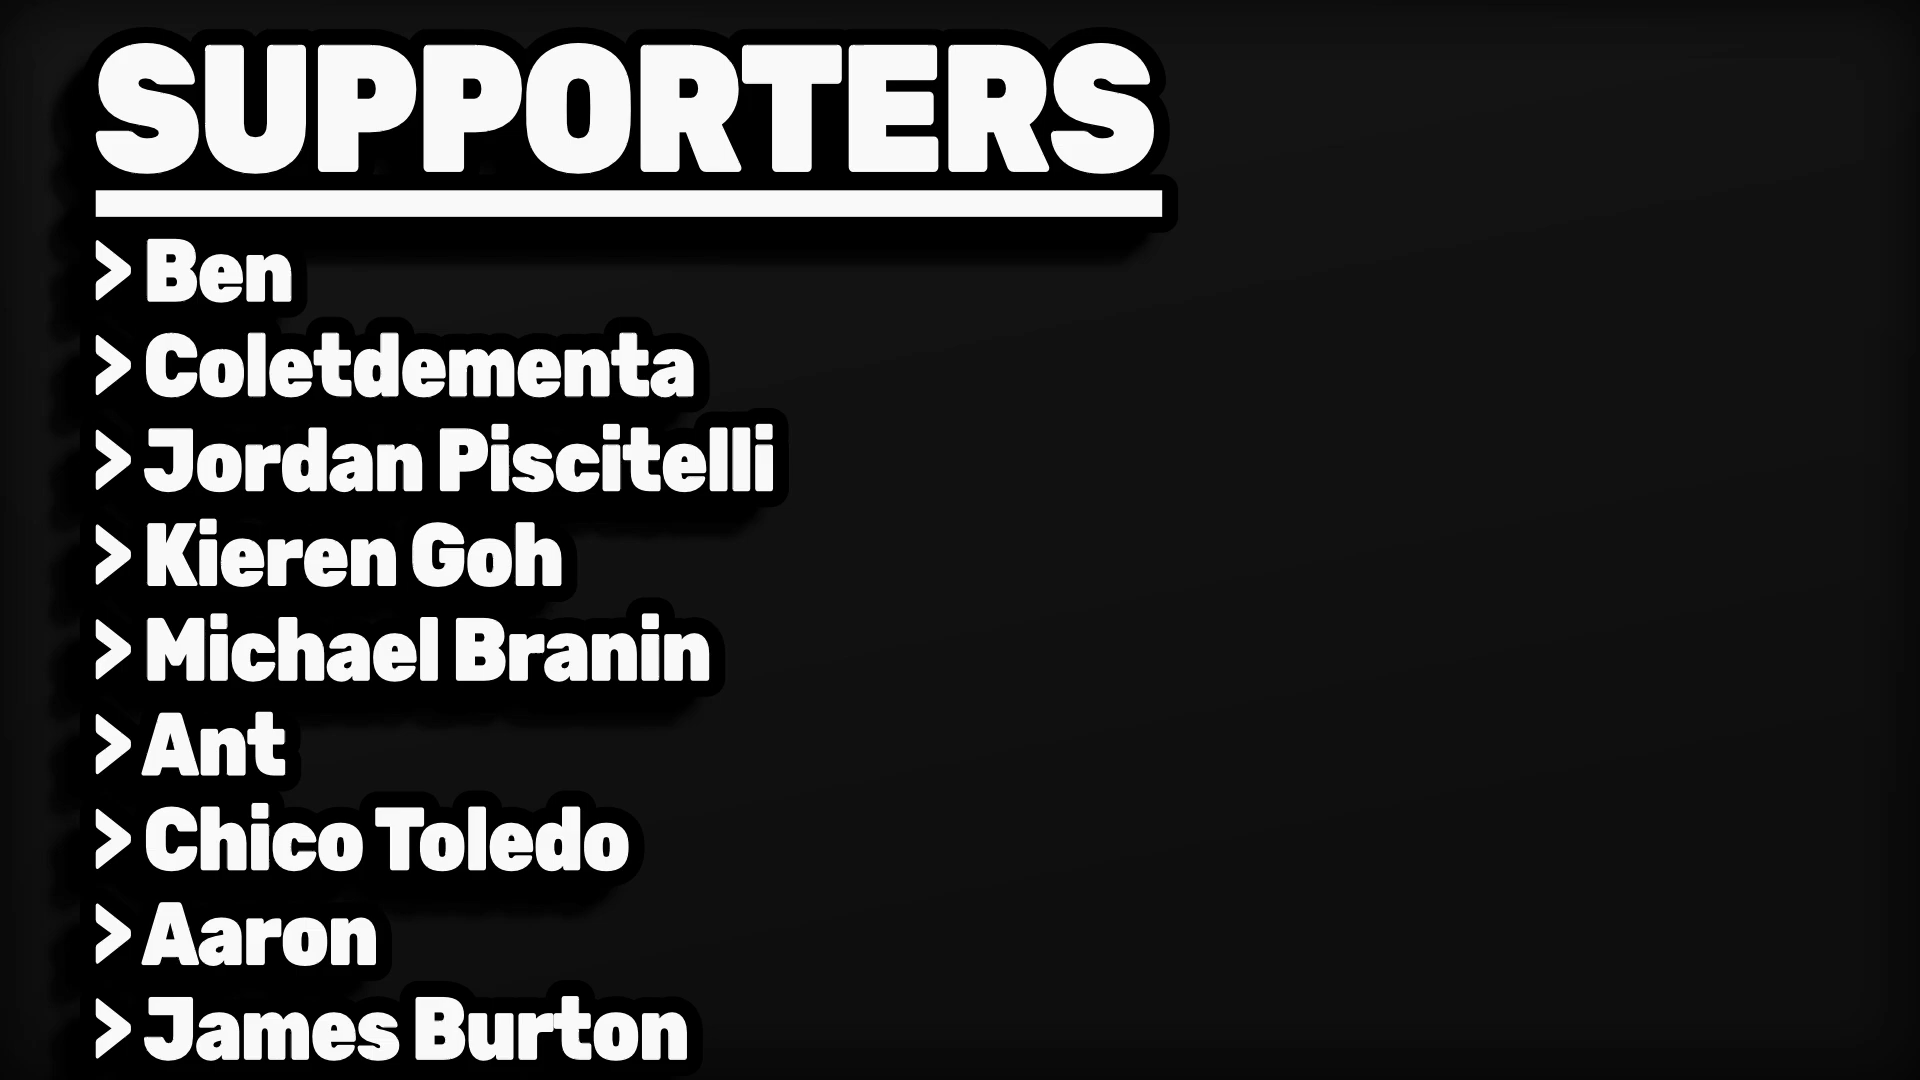 SUPPORTERS
> Ben
> Coletdementa
> Jordan Piscitelli
> Kieren Goh
> Michael Branin
> Ant
> Chico Toledo
> Aaron
> James Burton